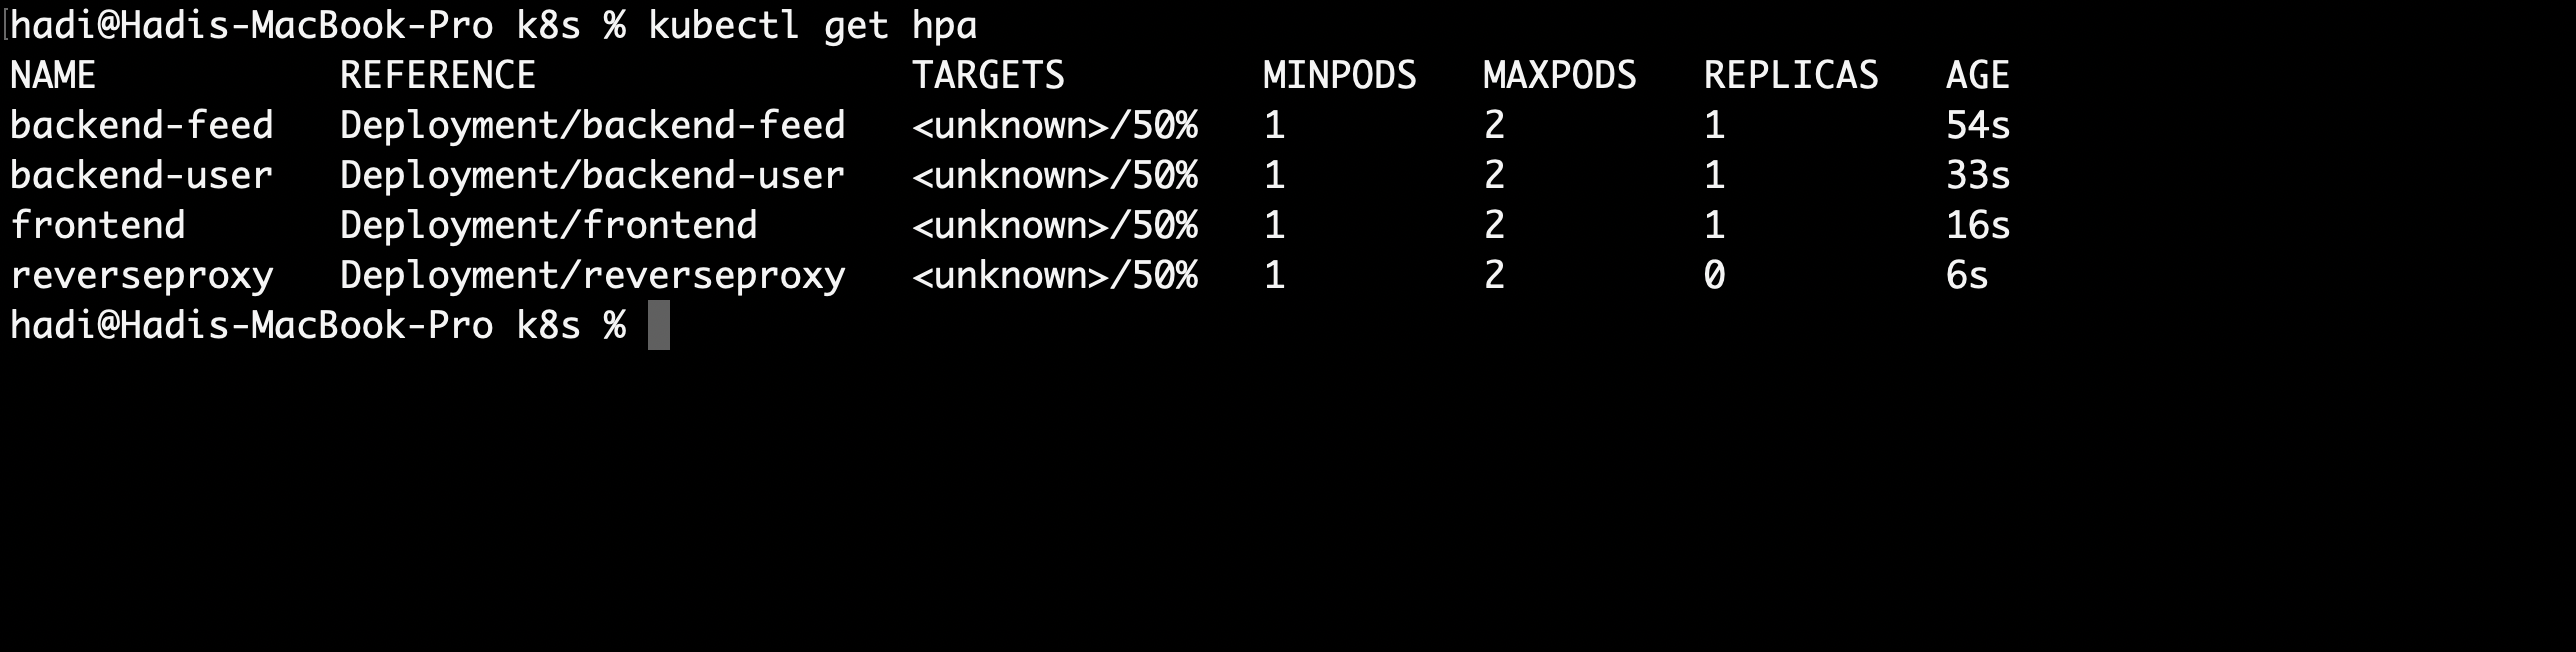 hadi@Hadis-MacBook-Pro k8s % kubectl get hpa
NAME REFERENCE TARGETS MINPODS MAXPODS REPLICAS AGE
backend-feed Deployment/backend-feed <unknown>/50% 1 2 1 54s
backend-user Deployment/backend-user <unknown>/50% 1 2 1 33s
frontend Deployment/frontend <unknown>/50% 1 2 1 16s
reverseproxy Deployment/reverseproxy <unknown>/50% 1 2 0 6s
hadi@Hadis-MacBook-Pro k8s %